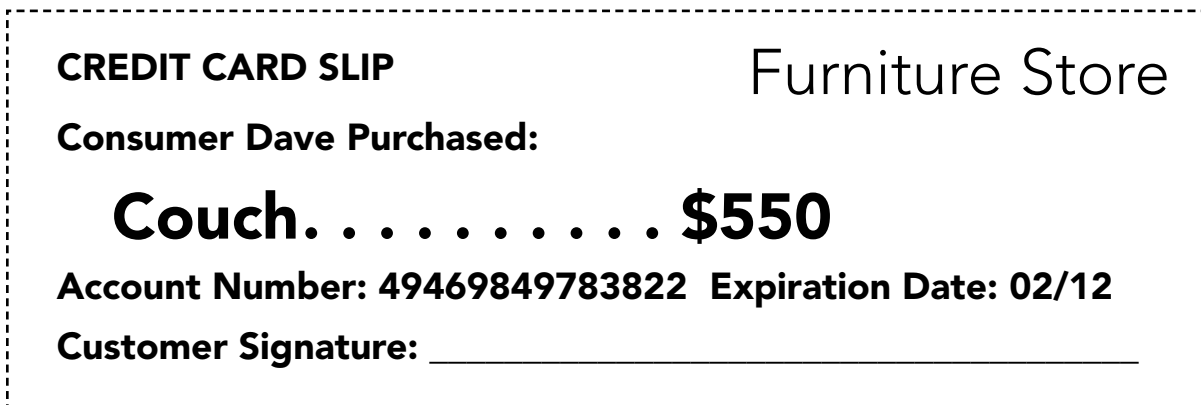 CREDIT CARD SLIP
Furniture Store
Consumer Dave Purchased:
Couch. . . . . . . . . . $550
Account Number: 49469849783822 Expiration Date: 02/12
Customer Signature: ______________________________________